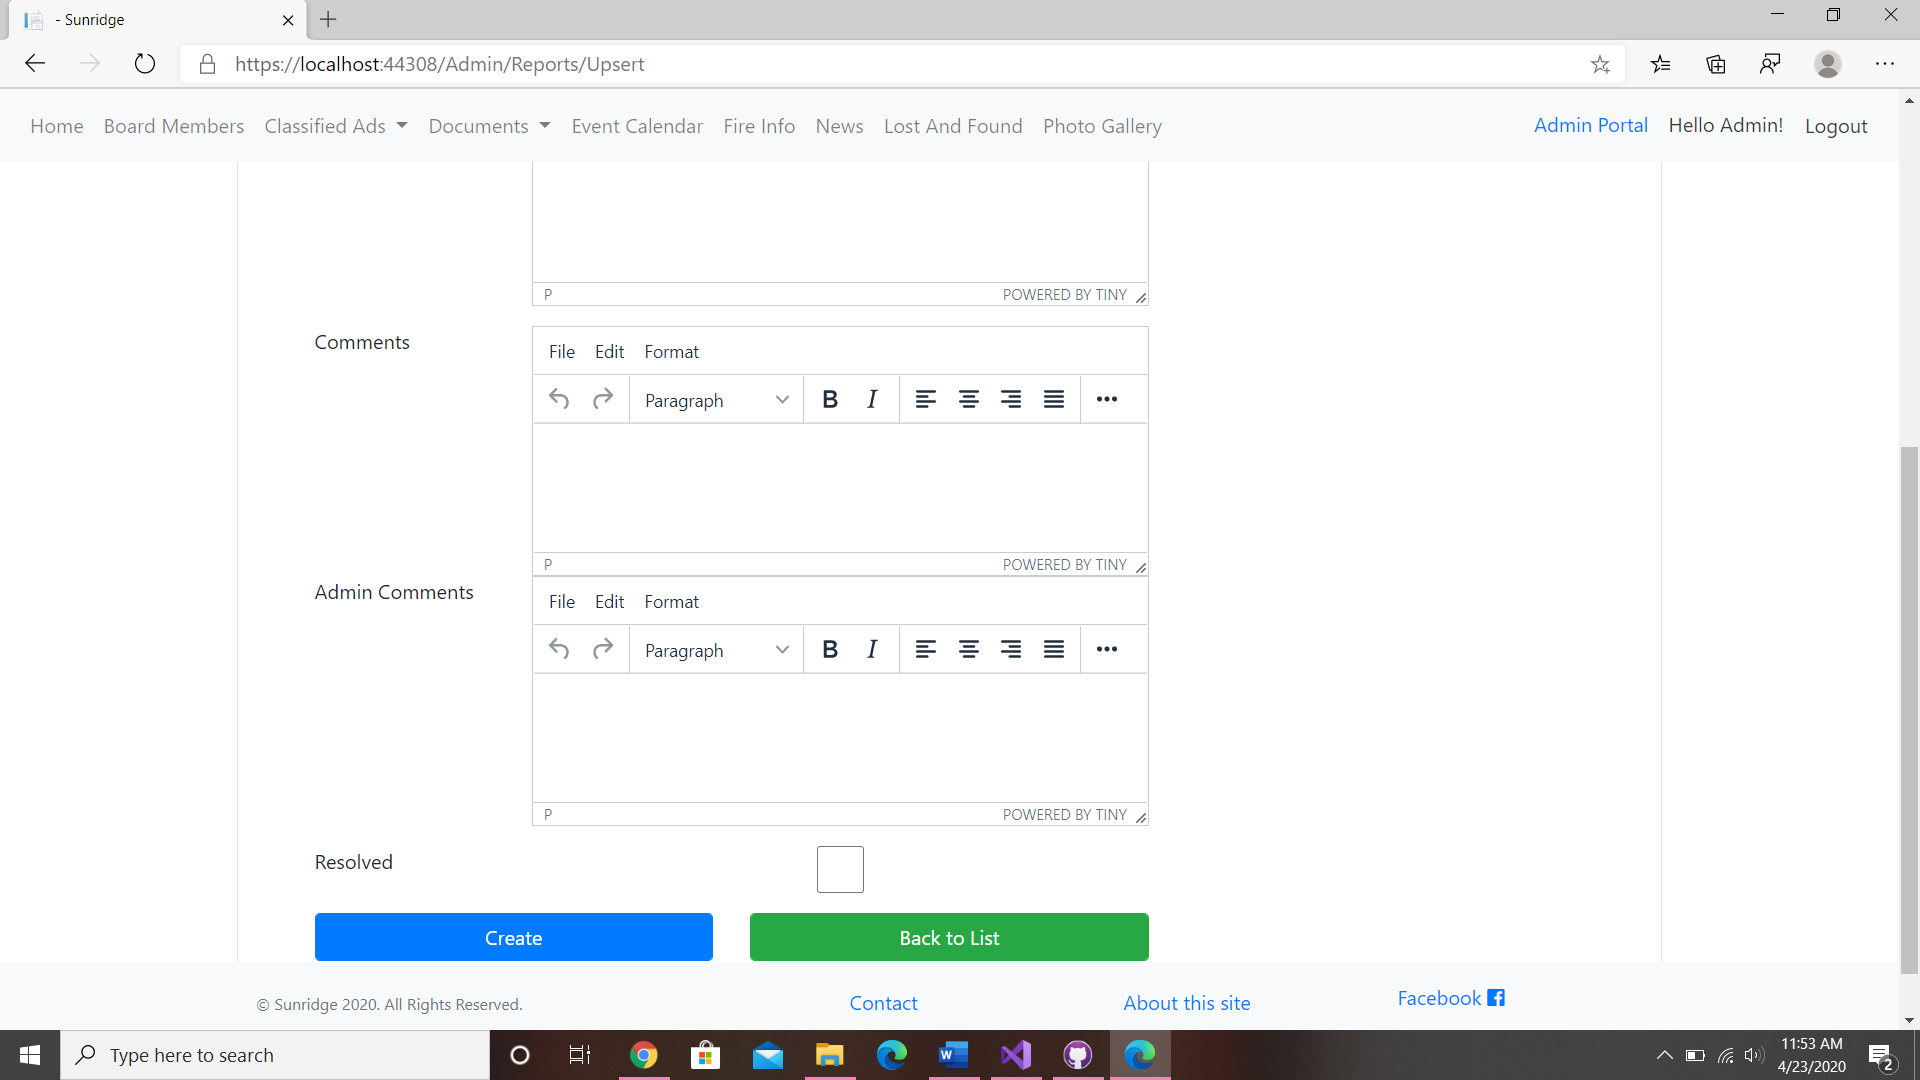 - Sunridge
https://localhost:44308/Admin/Reports/Upsert
Home Board Members Classified Ads Documents Event Calendar Fire Info News Lost And Found Photo Gallery Admin Portal Hello Admin! Logout
P POWERED BY TINY
Comments
File Edit Format
Paragraph B I
P POWERED BY TINY
Admin Comments
File Edit Format
Paragraph B I
P POWERED BY TINY
Resolved
Create Back to List
© Sunridge 2020. All Rights Reserved. Contact About this site Facebook
Type here to search
11:53 AM
4/23/2020
2